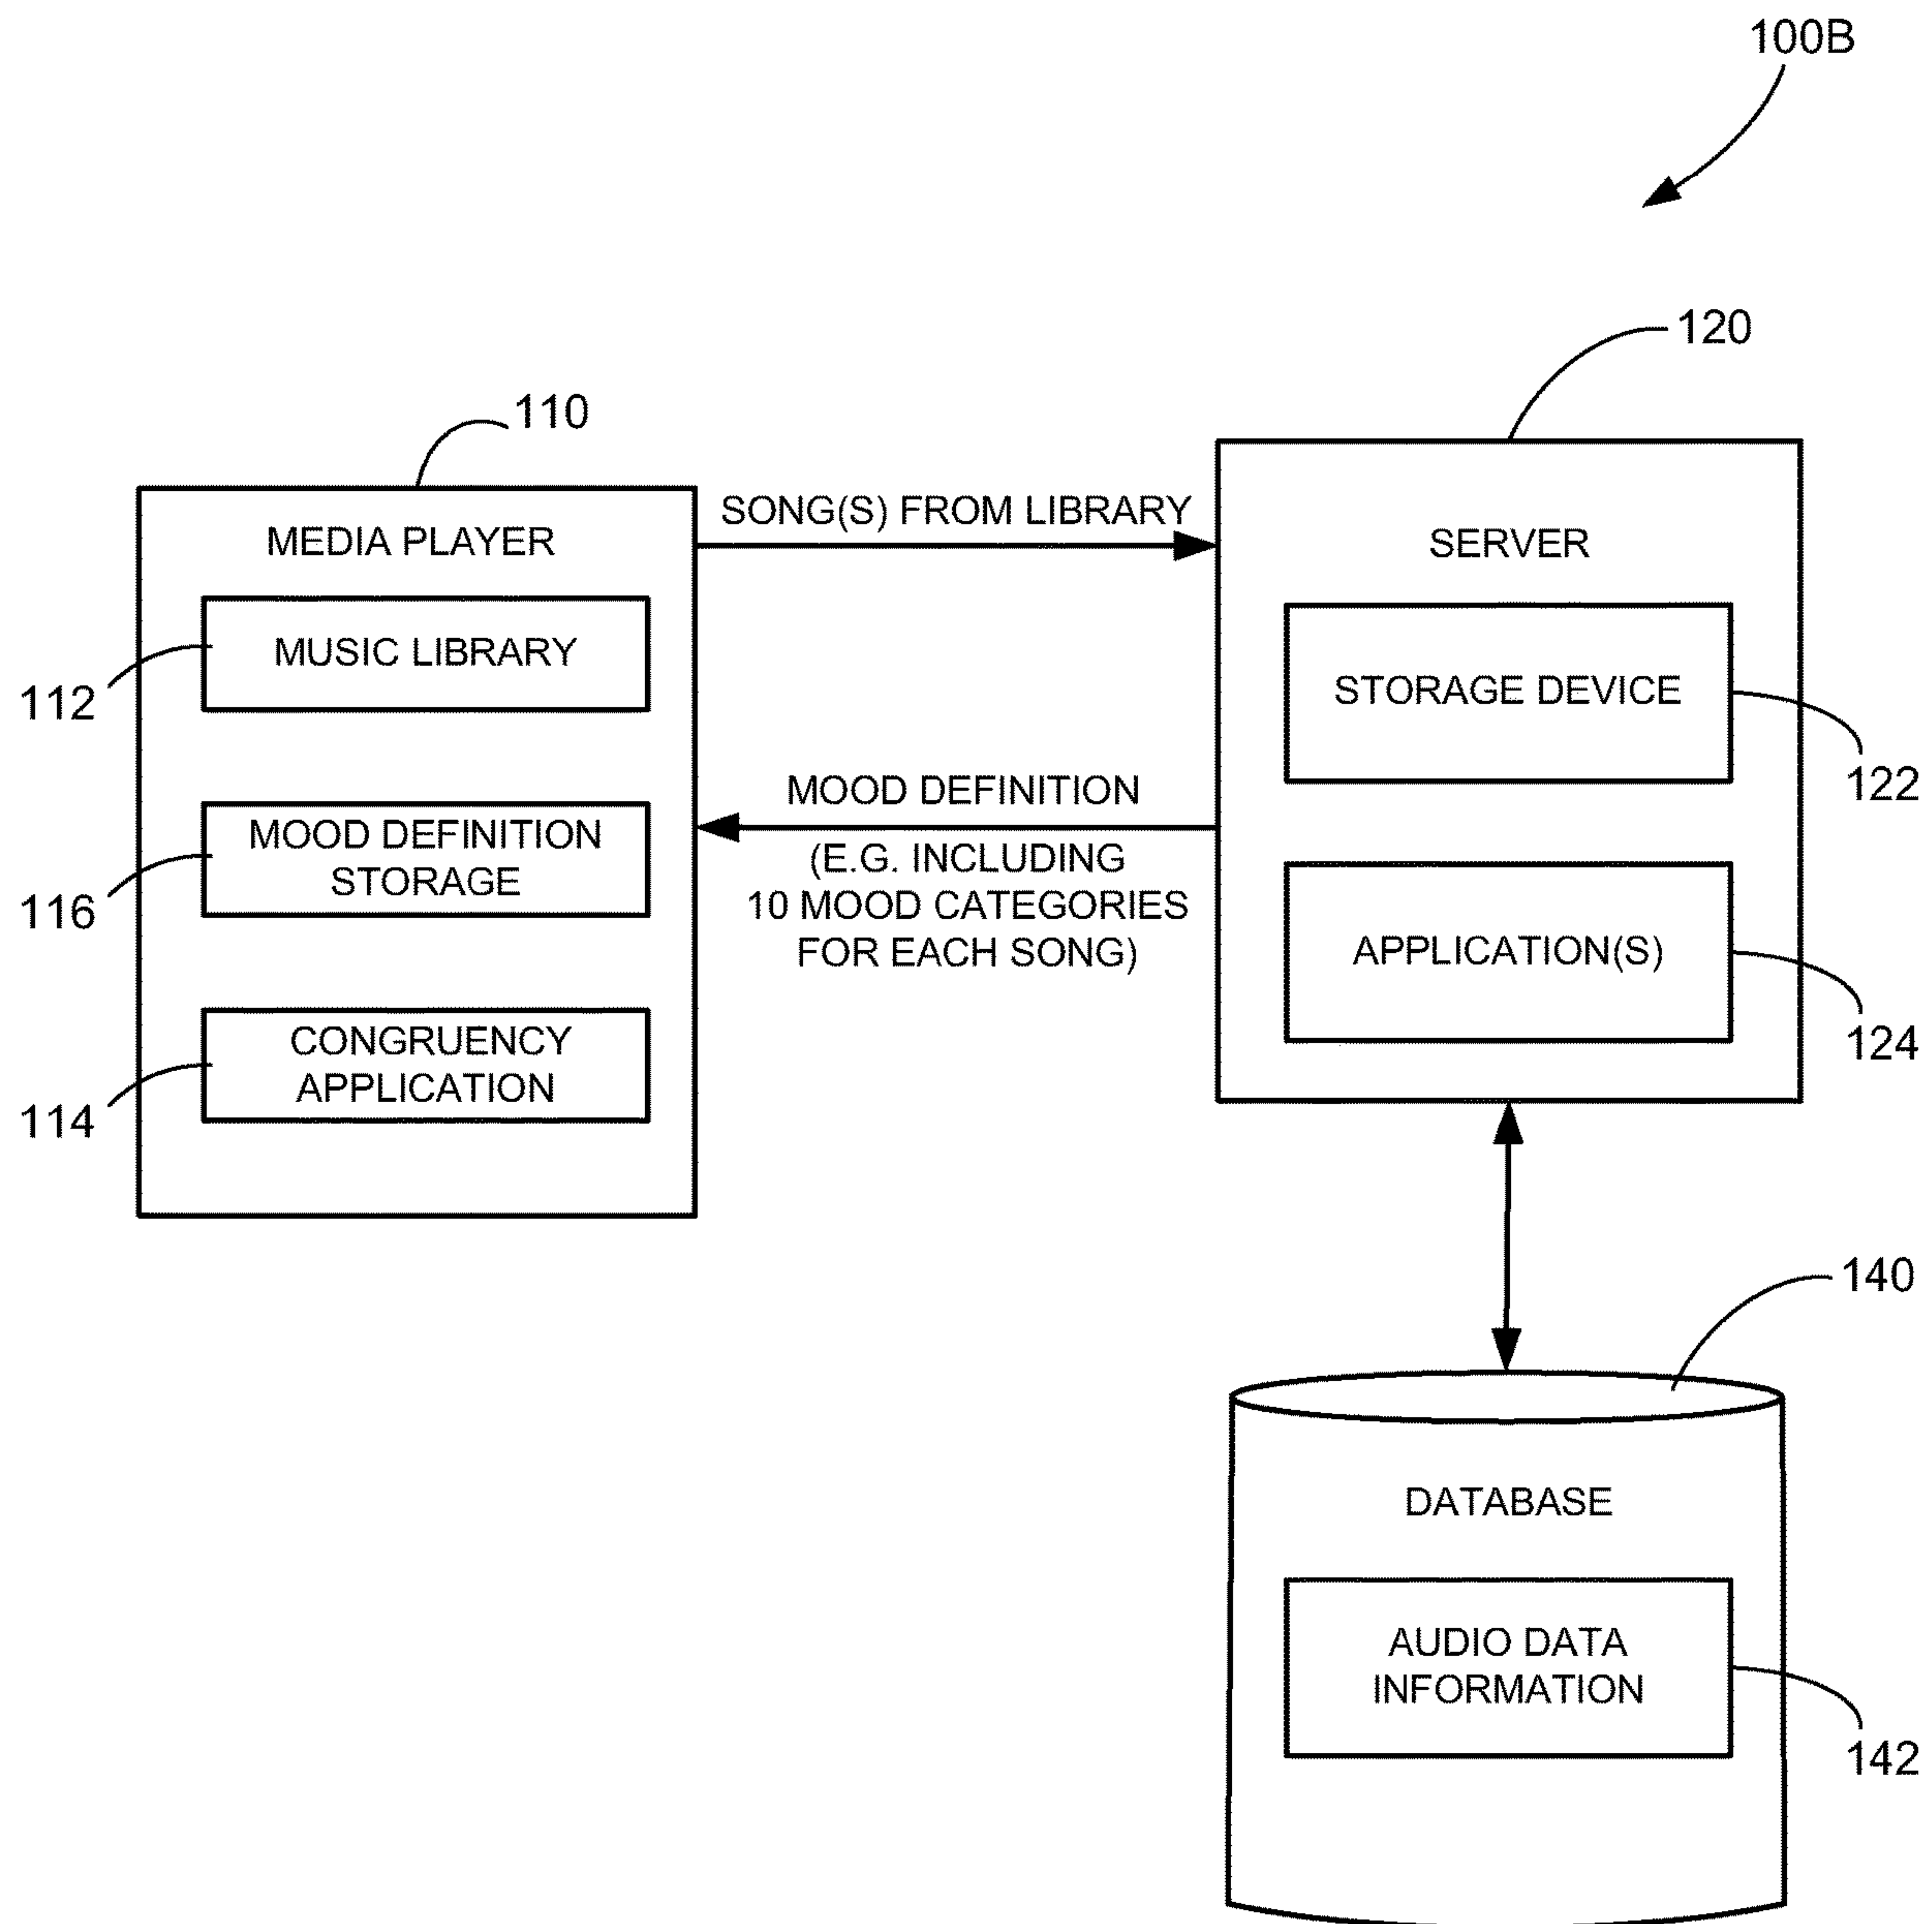 100B
120
110
MEDIA PLAYER
MUSIC LIBRARY
112
MOOD DEFINITION
STORAGE
116
CONGRUENCY
APPLICATION
114
SONG(S) FROM LIBRARY
MOOD DEFINITION
(E.G. INCLUDING
10 MOOD CATEGORIES
FOR EACH SONG)
SERVER
STORAGE DEVICE
122
APPLICATION(S)
124
140
DATABASE
AUDIO DATA
INFORMATION
142